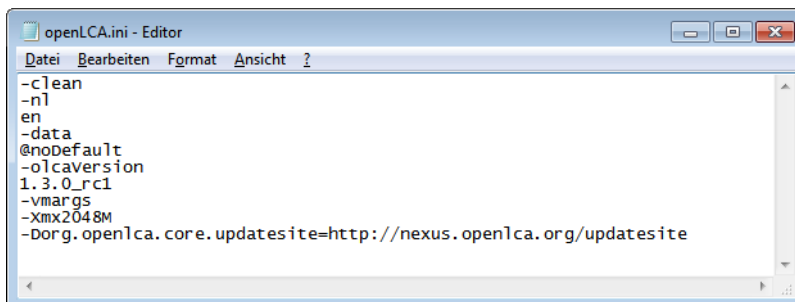 openLCA.ini - Editor
Datei Bearbeiten Format Ansicht ?
-clean
-nl
en
-data
@noDefault
-olcaVersion
1.3.0_rc1
-vmargs
-Xmx2048M
-Dorg.openlca.core.updatesite=http://nexus.openlca.org/updatesite